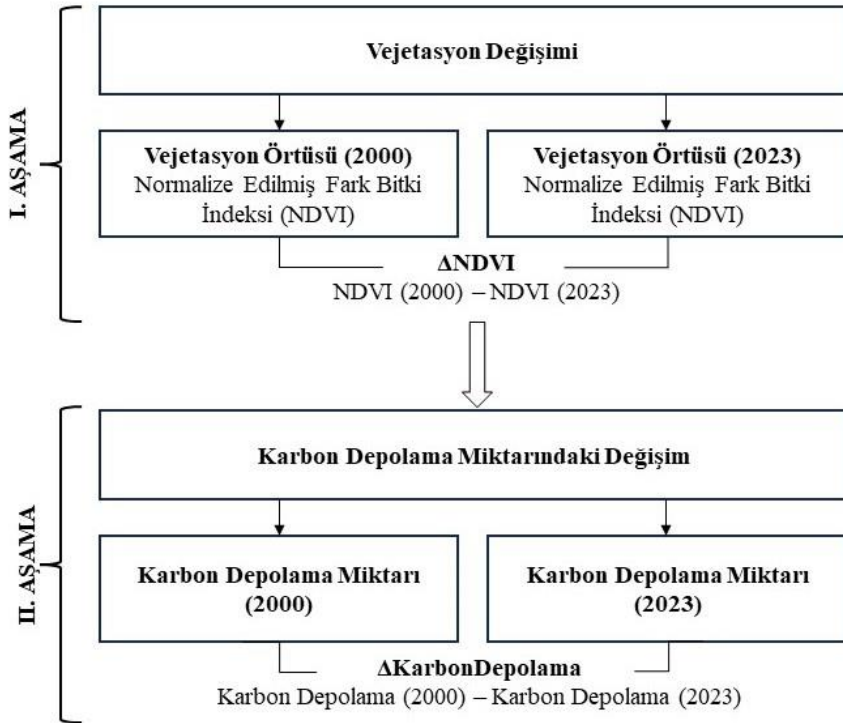 I. AŞAMA
Vejetasyon Değişimi
Vejetasyon Örtüsü (2000)
Normalize Edilmiş Fark Bitki
İndeksi (NDVI)
Vejetasyon Örtüsü (2023)
Normalize Edilmiş Fark Bitki
İndeksi (NDVI)
ΔNDVI
NDVI (2000) – NDVI (2023)
II. AŞAMA
Karbon Depolama Miktarındaki Değişim
Karbon Depolama Miktarı
(2000)
Karbon Depolama Miktarı
(2023)
ΔKarbonDepolama
Karbon Depolama (2000) – Karbon Depolama (2023)